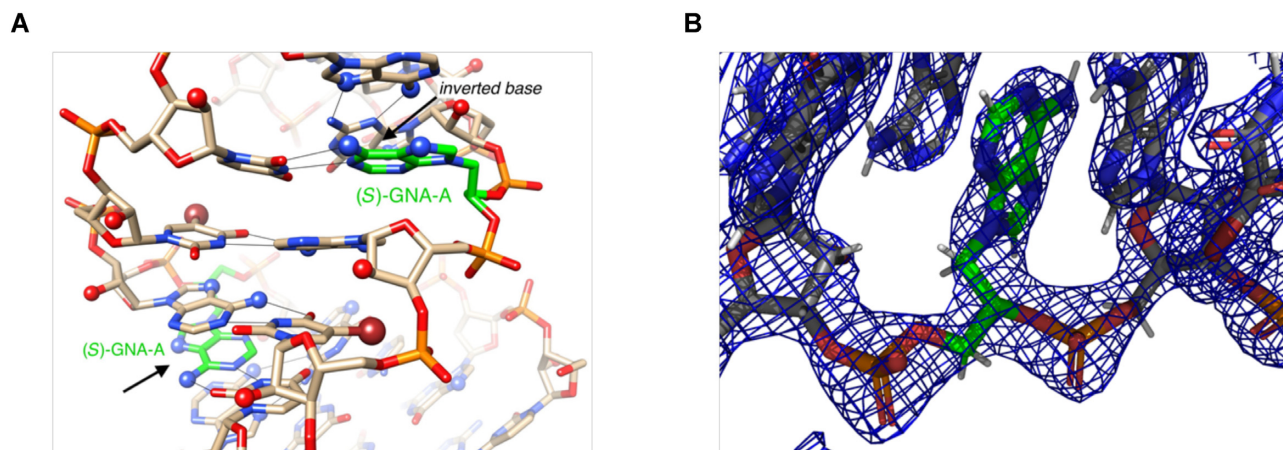 A
B
inverted base
(S)-GNA-A
(S)-GNA-A